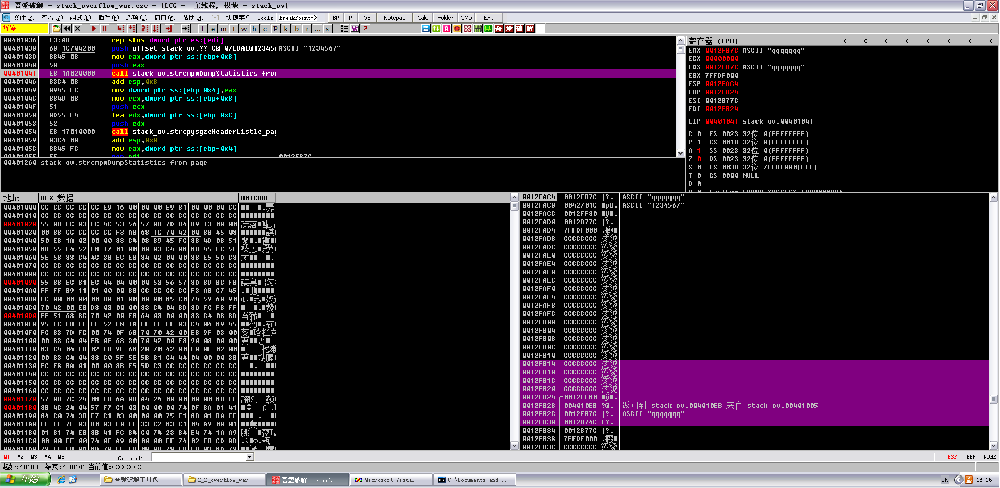 吾爱破解 - stack_overflow_var.exe - [LCG - 主线程, 模块 - stack_ov]
文件(F) 查看(V) 调试(D) 插件(P) 选项(T) 窗口(W) 帮助(H) [+] 快捷菜单 Tools BreakPoint-> BP P VB Notepad Calc Folder CMD Exit
暂停 l e m t w h c p k b r ... s ?
00401036 F3:AB rep stos dword ptr es:[edi]
00401038 68 1C704200 push offset stack_ov.??_C@_07EDAE@12345 ASCII "1234567"
0040103D 8B45 08 mov eax,dword ptr ss:[ebp+0x8]
00401040 50 push eax
00401041 E8 1A020000 call stack_ov.strcmpmDumpStatistics_fro
00401046 83C4 08 add esp,0x8
00401049 8945 FC mov dword ptr ss:[ebp-0x4],eax
0040104C 8B4D 08 mov ecx,dword ptr ss:[ebp+0x8]
0040104F 51 push ecx
00401050 8D55 F4 lea edx,dword ptr ss:[ebp-0xC]
00401053 52 push edx
00401054 E8 17010000 call stack_ov.strcpysgzeHeaderListle_pa
00401059 83C4 08 add esp,0x8
0040105C 8B45 FC mov eax,dword ptr ss:[ebp-0x4]
0040105F 5F pop edi 0012FB7C
00401260=stack_ov.strcmpmDumpStatistics_from_page
寄存器 (FPU) < < < < < < < <
EAX 0012FB7C ASCII "qqqqqqq"
ECX 00000000
EDX 0012FB7C ASCII "qqqqqqq"
EBX 7FFDF000
ESP 0012FAC4
EBP 0012FB24
ESI 0012B77C
EDI 0012FB24
EIP 00401041 stack_ov.00401041
C 0 ES 0023 32位 0(FFFFFFFF)
P 1 CS 001B 32位 0(FFFFFFFF)
A 1 SS 0023 32位 0(FFFFFFFF)
Z 0 DS 0023 32位 0(FFFFFFFF)
S 0 FS 003B 32位 7FFDE000(FFF)
T 0 GS 0000 NULL
D 0
地址 HEX 数据 UNICODE
00401000 CC CC CC CC CC E9 16 00 00 00 E9 81 00 00 00 CC
00401010 CC CC CC CC CC CC CC CC CC CC CC CC CC CC CC CC
00401020 55 8B EC 83 EC 4C 53 56 57 8D 7D B4 B9 13 00 00
00401030 00 B8 CC CC CC CC F3 AB 68 1C 70 42 00 8B 45 08
00401040 50 E8 1A 02 00 00 83 C4 08 89 45 FC 8B 4D 08 51
00401050 8D 55 F4 52 E8 17 01 00 00 83 C4 08 8B 45 FC 5F
00401060 5E 5B 83 C4 4C 3B EC E8 84 02 00 00 8B E5 5D C3
00401070 CC CC CC CC CC CC CC CC CC CC CC CC CC CC CC CC
00401080 CC CC CC CC CC CC CC CC CC CC CC CC CC CC CC CC
00401090 55 8B EC 81 EC 44 04 00 00 53 56 57 8D BD BC FB
004010A0 FF FF B9 11 01 00 00 B8 CC CC CC CC F3 AB C7 45
004010B0 FC 00 00 00 00 B8 01 00 00 00 85 C0 74 59 68 90
004010C0 70 42 00 E8 D8 03 00 00 83 C4 04 8D 8D FC FB FF
004010D0 FF 51 68 8C 70 42 00 E8 64 03 00 00 83 C4 08 8D
004010E0 95 FC FB FF FF 52 E8 1A FF FF FF 83 C4 04 89 45
004010F0 FC 83 7D FC 00 74 0F 68 70 70 42 00 E8 9F 03 00
00401100 00 83 C4 04 EB 0F 68 30 70 42 00 E8 90 03 00 00
00401110 83 C4 04 EB 02 EB 9E 68 28 70 42 00 E8 0F 02 00
00401120 00 83 C4 04 33 C0 5F 5E 5B 81 C4 44 04 00 00 3B
00401130 EC E8 BA 01 00 00 8B E5 5D C3 CC CC CC CC CC CC
00401140 CC CC CC CC CC CC CC CC CC CC CC CC CC CC CC CC
00401150 CC CC CC CC CC CC CC CC CC CC CC CC CC CC CC CC
00401160 CC CC CC CC CC CC CC CC CC CC CC CC CC CC CC CC
00401170 57 8B 7C 24 08 EB 6A 8D A4 24 00 00 00 00 8B FF
00401180 8B 4C 24 04 57 F7 C1 03 00 00 00 74 0F 8A 01 41
00401190 84 C0 74 3B F7 C1 03 00 00 00 75 F1 8B 01 BA FF
004011A0 FE FE 7E 03 D0 83 F0 FF 33 C2 83 C1 04 A9 00 01
004011B0 01 81 74 E8 8B 41 FC 84 C0 74 23 84 E4 74 1A A9
004011C0 00 00 FF 00 74 0E A9 00 00 00 FF 74 02 EB CD 8D
004011D0 79 FF EB 0D 8D 79 FE EB 08 8D 79 FD EB 03 8D 79
0012FAC4 0012FB7C |?. ASCII "qqqqqqq"
0012FAC8 0042701C ASCII "1234567"
0012FACC 0012FF80
0012FAD0 0012B77C |?.
0012FAD4 7FFDF000
0012FAD8 CCCCCCCC 烫烫
0012FADC CCCCCCCC 烫烫
0012FAE0 CCCCCCCC 烫烫
0012FAE4 CCCCCCCC 烫烫
0012FAE8 CCCCCCCC 烫烫
0012FAEC CCCCCCCC 烫烫
0012FAF0 CCCCCCCC 烫烫
0012FAF4 CCCCCCCC 烫烫
0012FAF8 CCCCCCCC 烫烫
0012FAFC CCCCCCCC 烫烫
0012FB00 CCCCCCCC 烫烫
0012FB04 CCCCCCCC 烫烫
0012FB08 CCCCCCCC 烫烫
0012FB0C CCCCCCCC 烫烫
0012FB10 CCCCCCCC 烫烫
0012FB14 CCCCCCCC 烫烫
0012FB18 CCCCCCCC 烫烫
0012FB1C CCCCCCCC 烫烫
0012FB20 CCCCCCCC 烫烫
0012FB24 0012FF80
0012FB28 004010EB ?@. 返回到 stack_ov.004010EB 来自 stack_ov.00401005
0012FB2C 0012FB7C |?. ASCII "qqqqqqq"
0012FB30 0012B74C L?.
0012FB34 0012B77C |?.
0012FB38 7FFDF000
0012FB3C CCCCCCCC 烫烫
M1 M2 M3 M4 M5 Command: ESP EBP NONE
起始:401000 结束:400FFF 当前值:CCCCCCCC
开始 吾爱破解工具包 2_2_overflow_var 吾爱破解 - stack... Microsoft Visual... C:\Documents and... CH 16:16